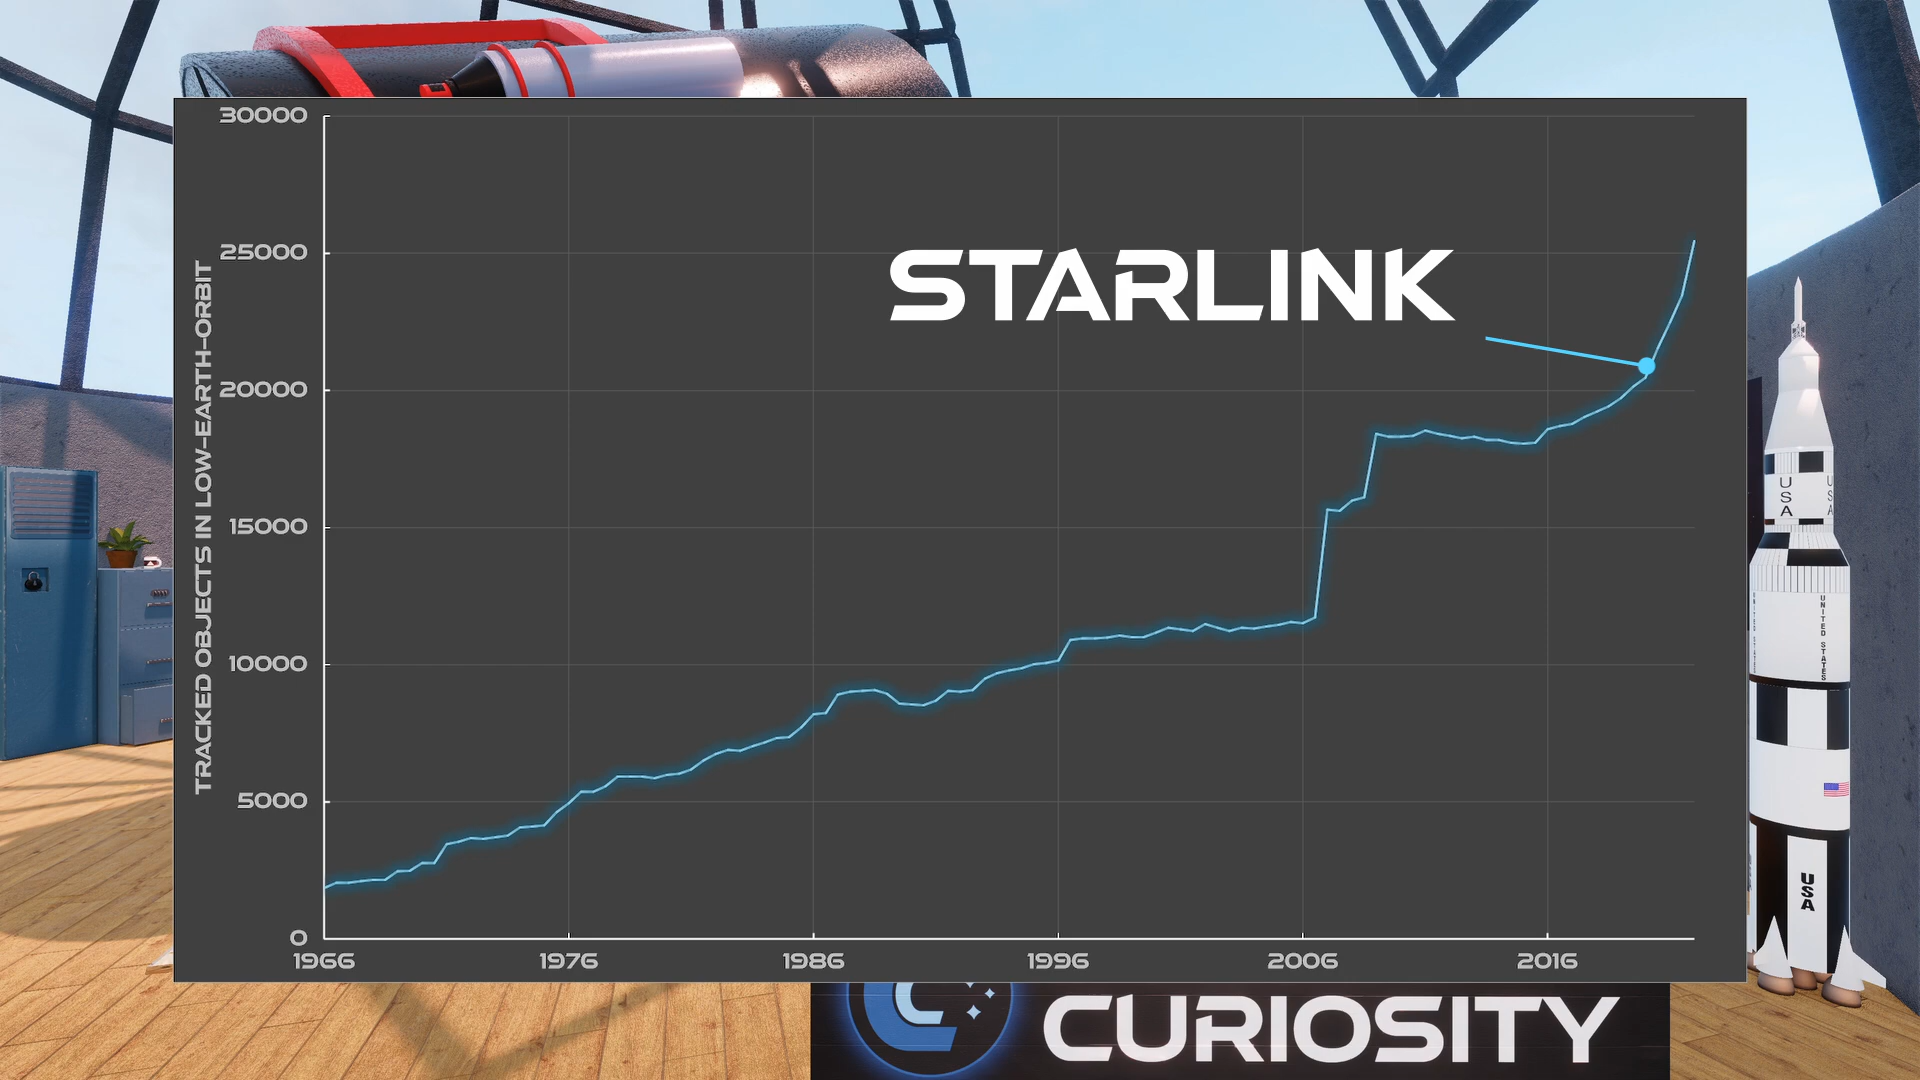 30000
25000
20000
15000
10000
5000
0
TRACKED OBJECTS IN LOW-EARTH-ORBIT
STARLINK
1966
1976
1986
1996
2006
2016
CURIOSITY
USA
USA
UNITED STATES
USA